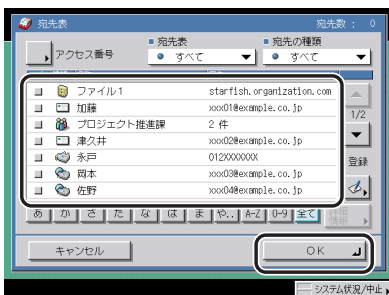 宛先表 宛先数： 0
アクセス番号
■ 宛先表 すべて
■ 宛先の種類 すべて
ファイル1 starfish.organization.com
加藤 xxx01@example.co.jp
プロジェクト推進課 2 件
津久井 xxx02@example.co.jp
永戸 012XXXXXXX
岡本 xxx03@example.co.jp
佐野 xxx04@example.co.jp
1/2
登録
あ か さ た な は ま や.. A-Z 0-9 全て
キャンセル OK
システム状況/中止